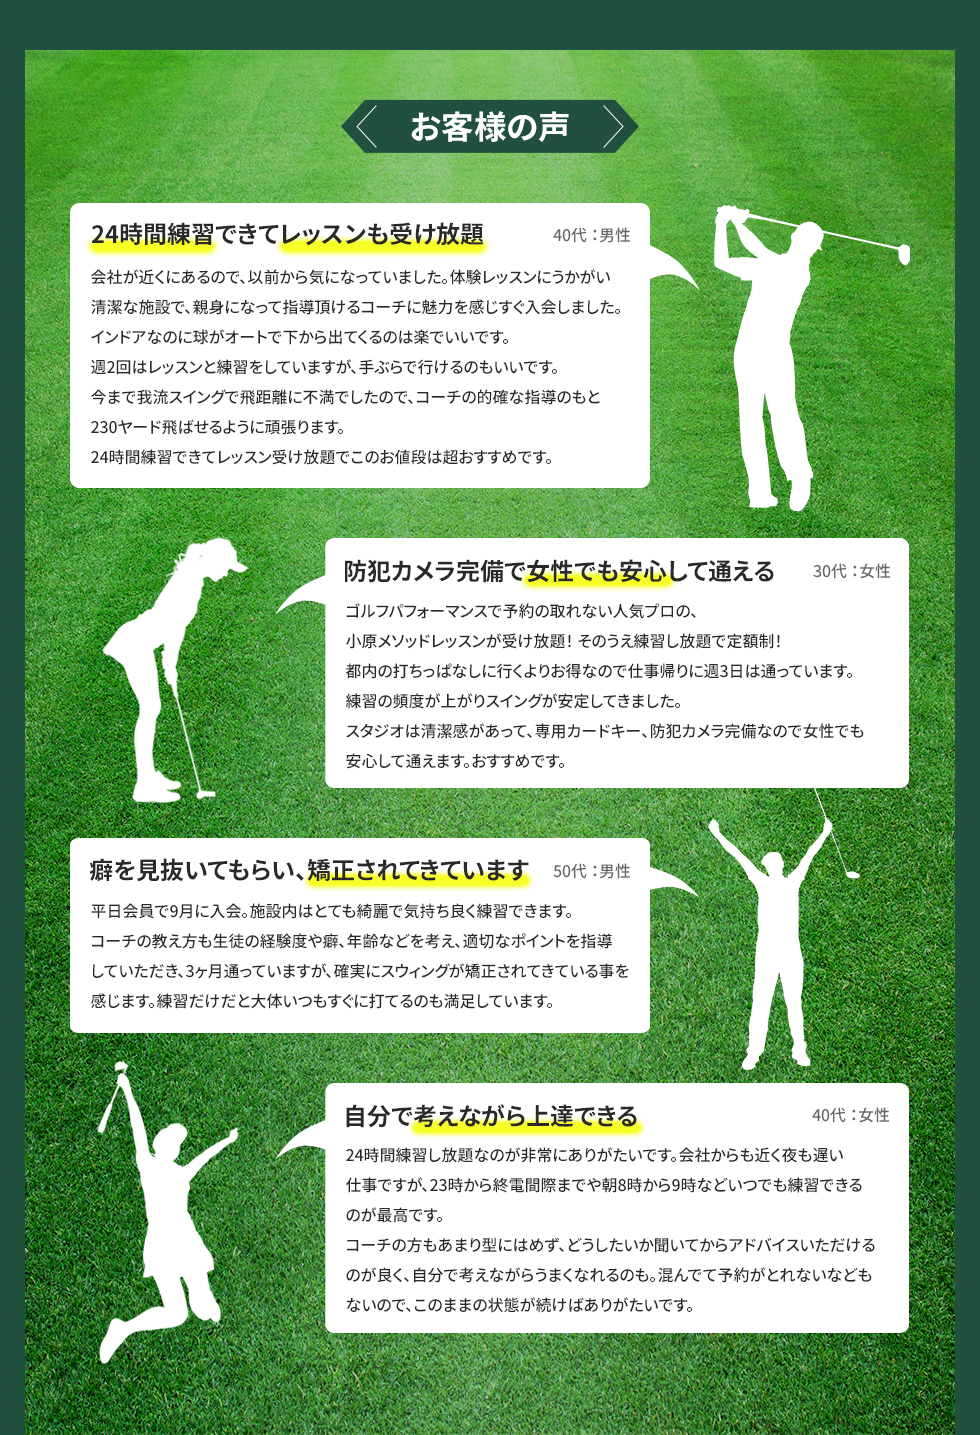 お客様の声
24時間練習できてレッスンも受け放題
40代：男性
会社が近くにあるので、以前から気になっていました。体験レッスンにうかがい
清潔な施設で、親身になって指導頂けるコーチに魅力を感じすぐ入会しました。
インドアなのに球がオートで下から出てくるのは楽でいいです。
週2回はレッスンと練習をしていますが、手ぶらで行けるのもいいです。
今まで我流スイングで飛距離に不満でしたので、コーチの的確な指導のもと
230ヤード飛ばせるように頑張ります。
24時間練習できてレッスン受け放題でこのお値段は超おすすめです。
防犯カメラ完備で女性でも安心して通える
30代：女性
ゴルフパフォーマンスで予約の取れない人気プロの、
小原メソッドレッスンが受け放題！そのうえ練習し放題で定額制！
都内の打ちっぱなしに行くよりお得なので仕事帰りに週3日は通っています。
練習の頻度が上がりスイングが安定してきました。
スタジオは清潔感があって、専用カードキー、防犯カメラ完備なので女性でも
安心して通えます。おすすめです。
癖を見抜いてもらい、矯正されてきています
50代：男性
平日会員で9月に入会。施設内はとても綺麗で気持ち良く練習できます。
コーチの教え方も生徒の経験度や癖、年齢などを考え、適切なポイントを指導
していただき、3ヶ月通っていますが、確実にスウィングが矯正されてきている事を
感じます。練習だけだと大体いつもすぐに打てるのも満足しています。
自分で考えながら上達できる
40代：女性
24時間練習し放題なのが非常にありがたいです。会社からも近く夜も遅い
仕事ですが、23時から終電間際までや朝8時から9時などいつでも練習できる
のが最高です。
コーチの方もあまり型にはめず、どうしたいか聞いてからアドバイスいただける
のが良く、自分で考えながらうまくなれるのも。混んでて予約がとれないなども
ないので、このままの状態が続けばありがたいです。